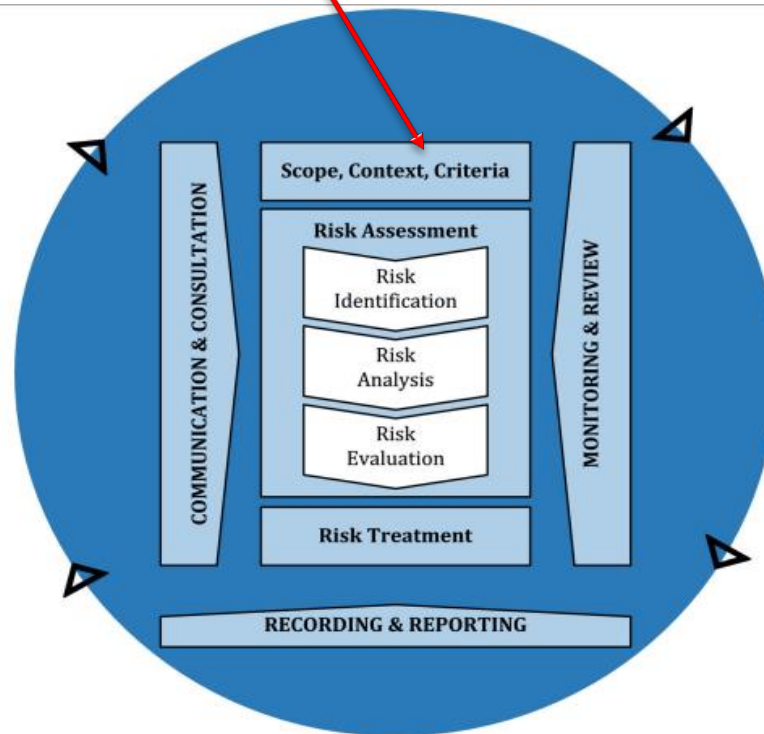 Scope, Context, Criteria
COMMUNICATION & CONSULTATION
Risk Assessment
Risk
Identification
Risk
Analysis
Risk
Evaluation
MONITORING & REVIEW
Risk Treatment
RECORDING & REPORTING